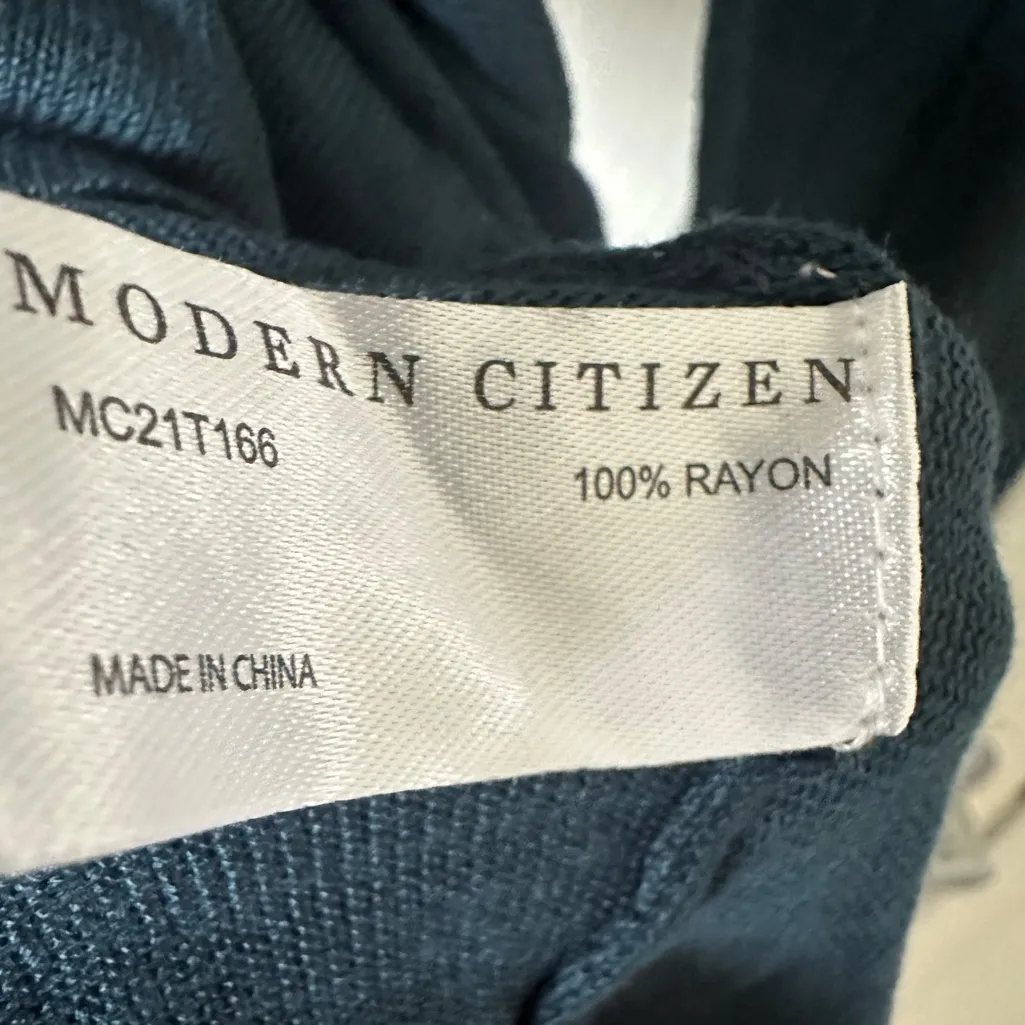 MODERN CITIZEN
MC21T166
100% RAYON
MADE IN CHINA